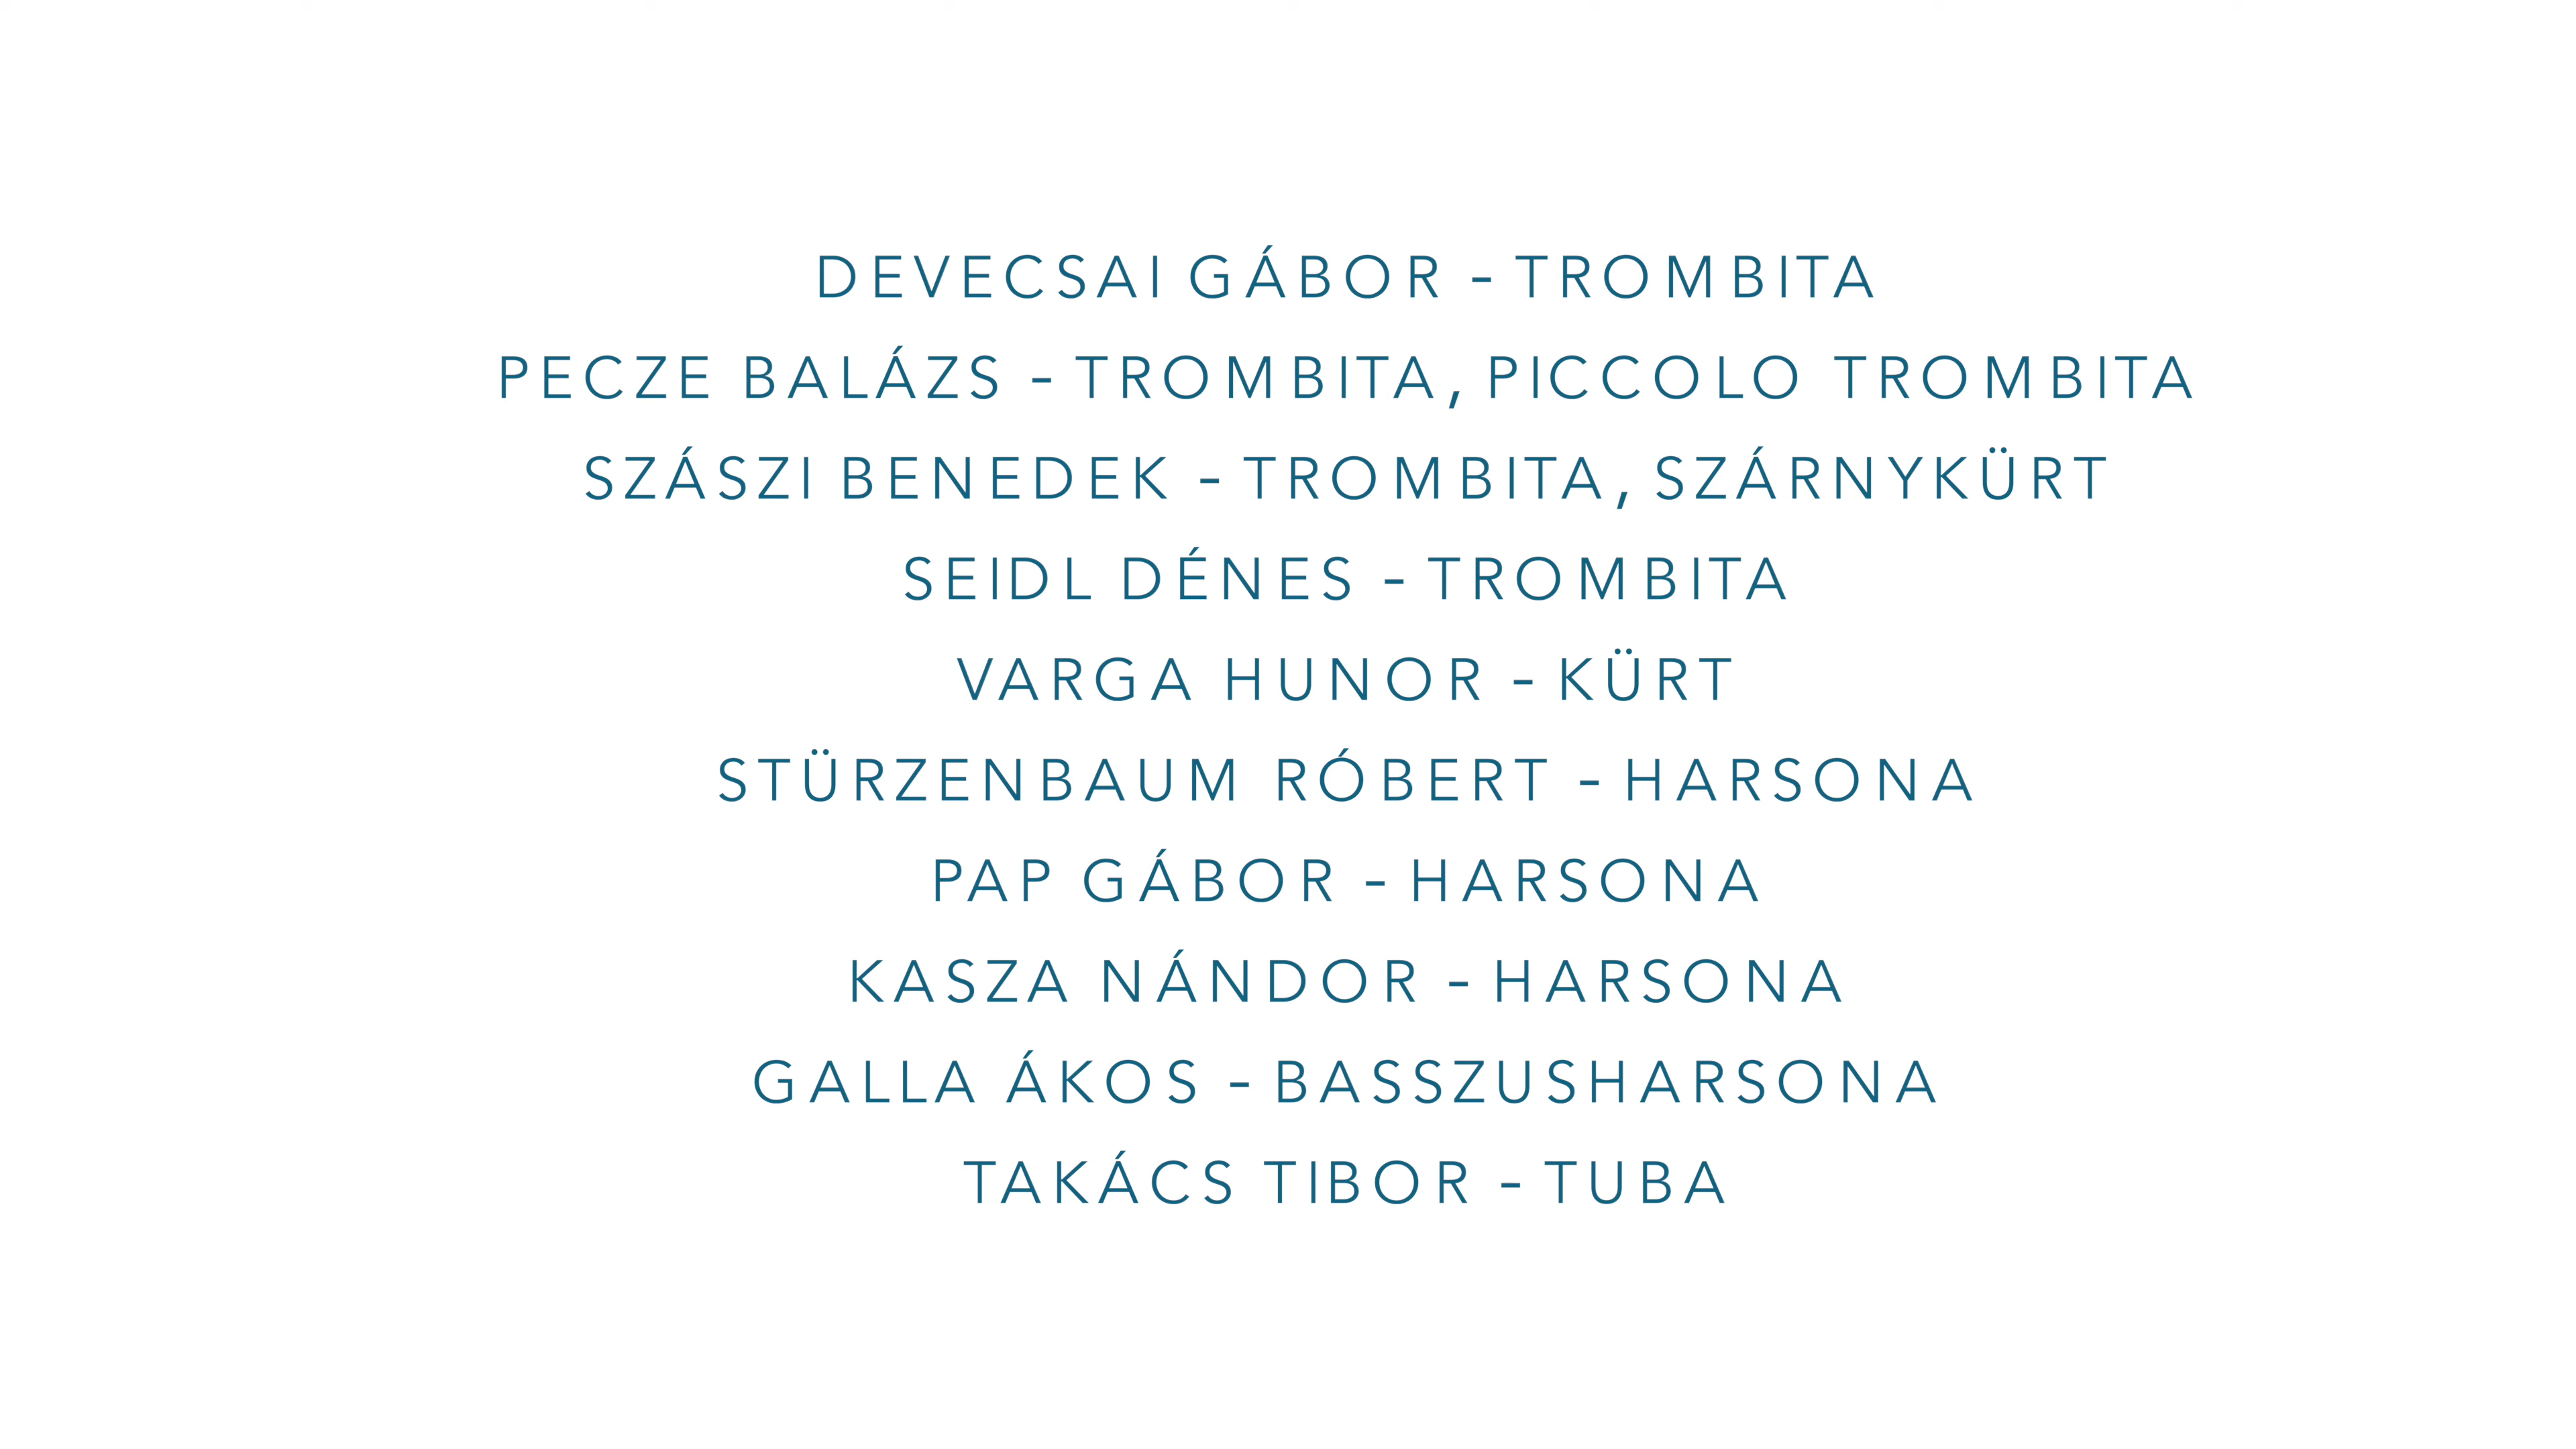 DEVECSAI GÁBOR - TROMBITA
PECZE BALÁZS - TROMBITA, PICCOLO TROMBITA
SZÁSZI BENEDEK - TROMBITA, SZÁRNYKÜRT
SEIDL DÉNES - TROMBITA
VARGA HUNOR - KÜRT
STÜRZENBAUM RÓBERT - HARSONA
PAP GÁBOR - HARSONA
KASZA NÁNDOR - HARSONA
GALLA ÁKOS - BASSZUSHARSONA
TAKÁCS TIBOR - TUBA